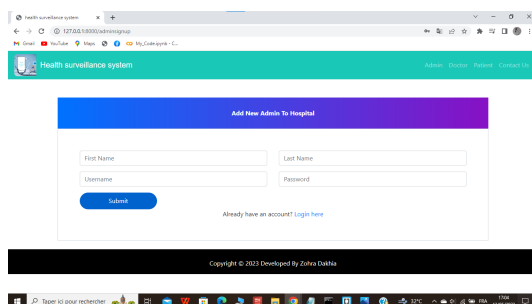 health surveillance system
127.0.0.1:8000/adminsignup
Gmail YouTube Maps My_Code.ipynb - C...
Health surveillance system Admin Doctor Patient Contact Us
Add New Admin To Hospital
First Name Last Name
Username Password
Submit
Already have an account? Login here
Copyright © 2023 Developed By Zohra Dakhia
Taper ici pour rechercher 32°C FRA 17:04